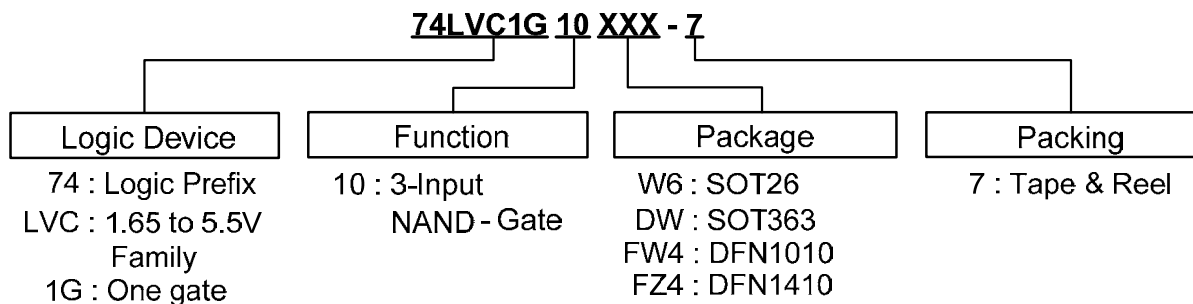 74LVC1G 10 XXX - 7
Logic Device
Function
Package
Packing
74 : Logic Prefix
LVC : 1.65 to 5.5V
Family
1G : One gate
10 : 3-Input
NAND - Gate
W6 : SOT26
DW : SOT363
FW4 : DFN1010
FZ4 : DFN1410
7 : Tape & Reel